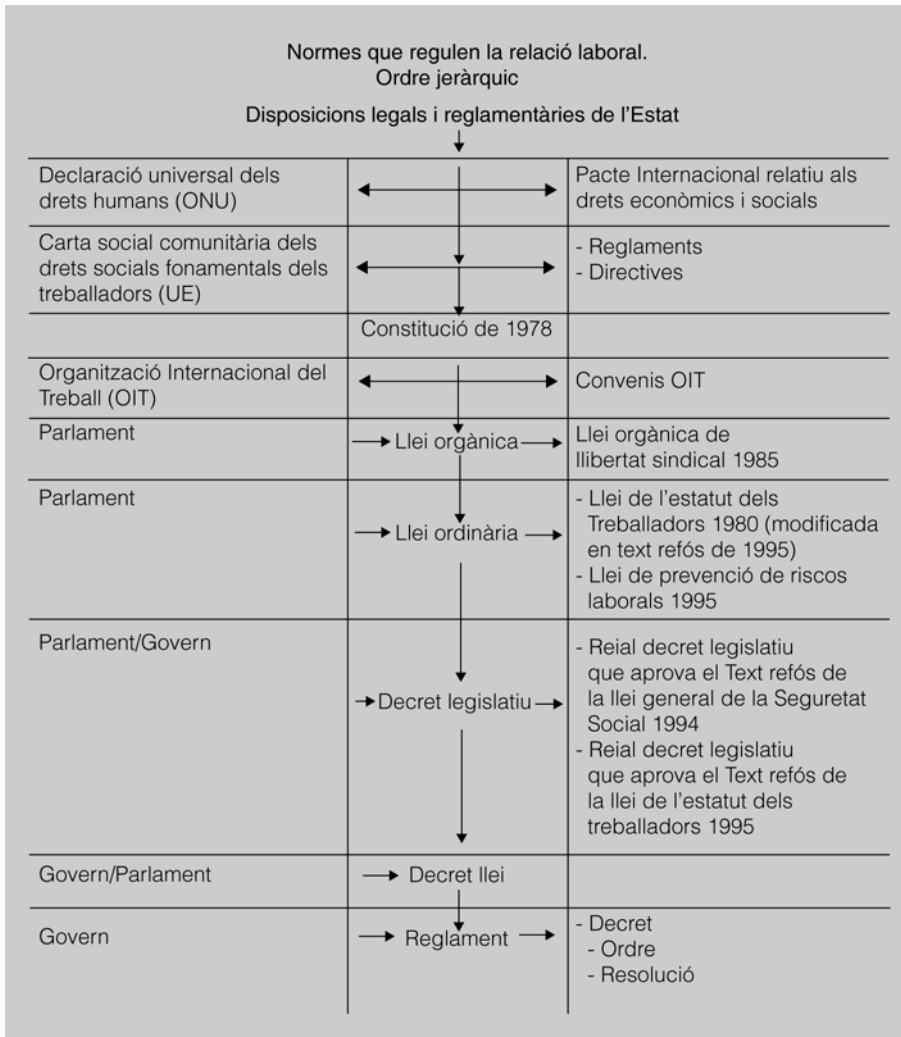 Normes que regulen la relació laboral.
Ordre jeràrquic
Disposicions legals i reglamentàries de l'Estat
Declaració universal dels
drets humans (ONU)
Pacte Internacional relatiu als
drets econòmics i socials
Carta social comunitària dels
drets socials fonamentals dels
treballadors (UE)
- Reglaments
- Directives
Constitució de 1978
Organització Internacional del
Treball (OIT)
Convenis OIT
Parlament
Llei orgànica
Llei orgànica de
llibertat sindical 1985
Parlament
Llei ordinària
- Llei de l'estatut dels
Treballadors 1980 (modificada
en text refós de 1995)
- Llei de prevenció de riscos
laborals 1995
Parlament/Govern
Decret legislatiu
- Reial decret legislatiu
que aprova el Text refós de
la llei general de la Seguretat
Social 1994
- Reial decret legislatiu
que aprova el Text refós de
la llei de l'estatut dels
treballadors 1995
Govern/Parlament
Decret llei
Govern
Reglament
- Decret
- Ordre
- Resolució